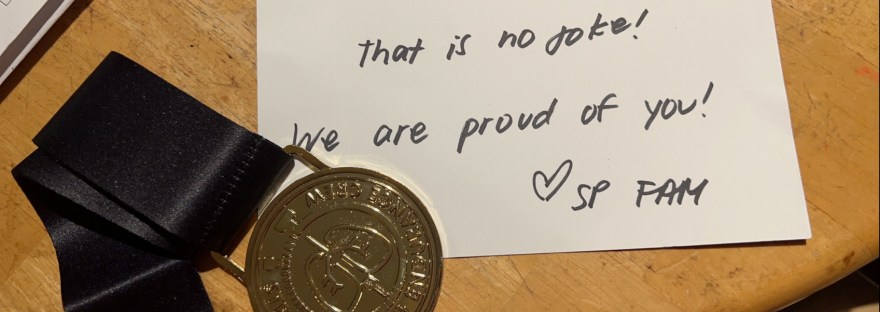 that is no joke!
We are proud of you!
♡ SP FAM